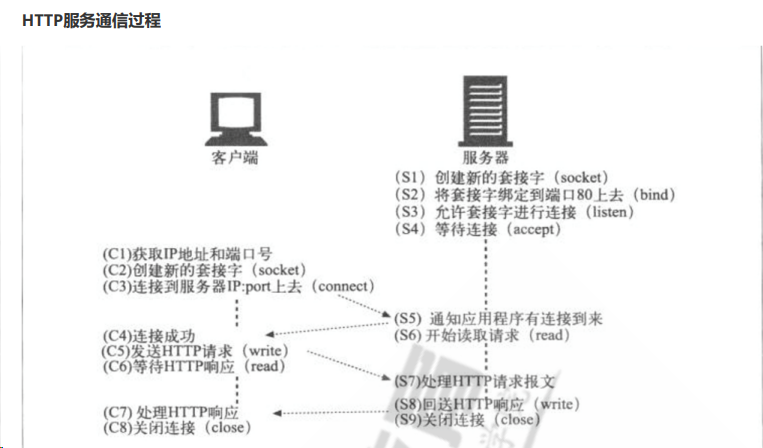 HTTP服务通信过程
客户端
服务器
(S1) 创建新的套接字 (socket)
(S2) 将套接字绑定到端口80上去 (bind)
(S3) 允许套接字进行连接 (listen)
(S4) 等待连接 (accept)
(C1)获取IP地址和端口号
(C2)创建新的套接字 (socket)
(C3)连接到服务器IP:port上去 (connect)
(S5) 通知应用程序有连接到来
(S6) 开始读取请求 (read)
(C4)连接成功
(C5)发送HTTP请求 (write)
(C6)等待HTTP响应 (read)
(S7)处理HTTP请求报文
(S8)回送HTTP响应 (write)
(S9)关闭连接 (close)
(C7) 处理HTTP响应
(C8)关闭连接 (close)